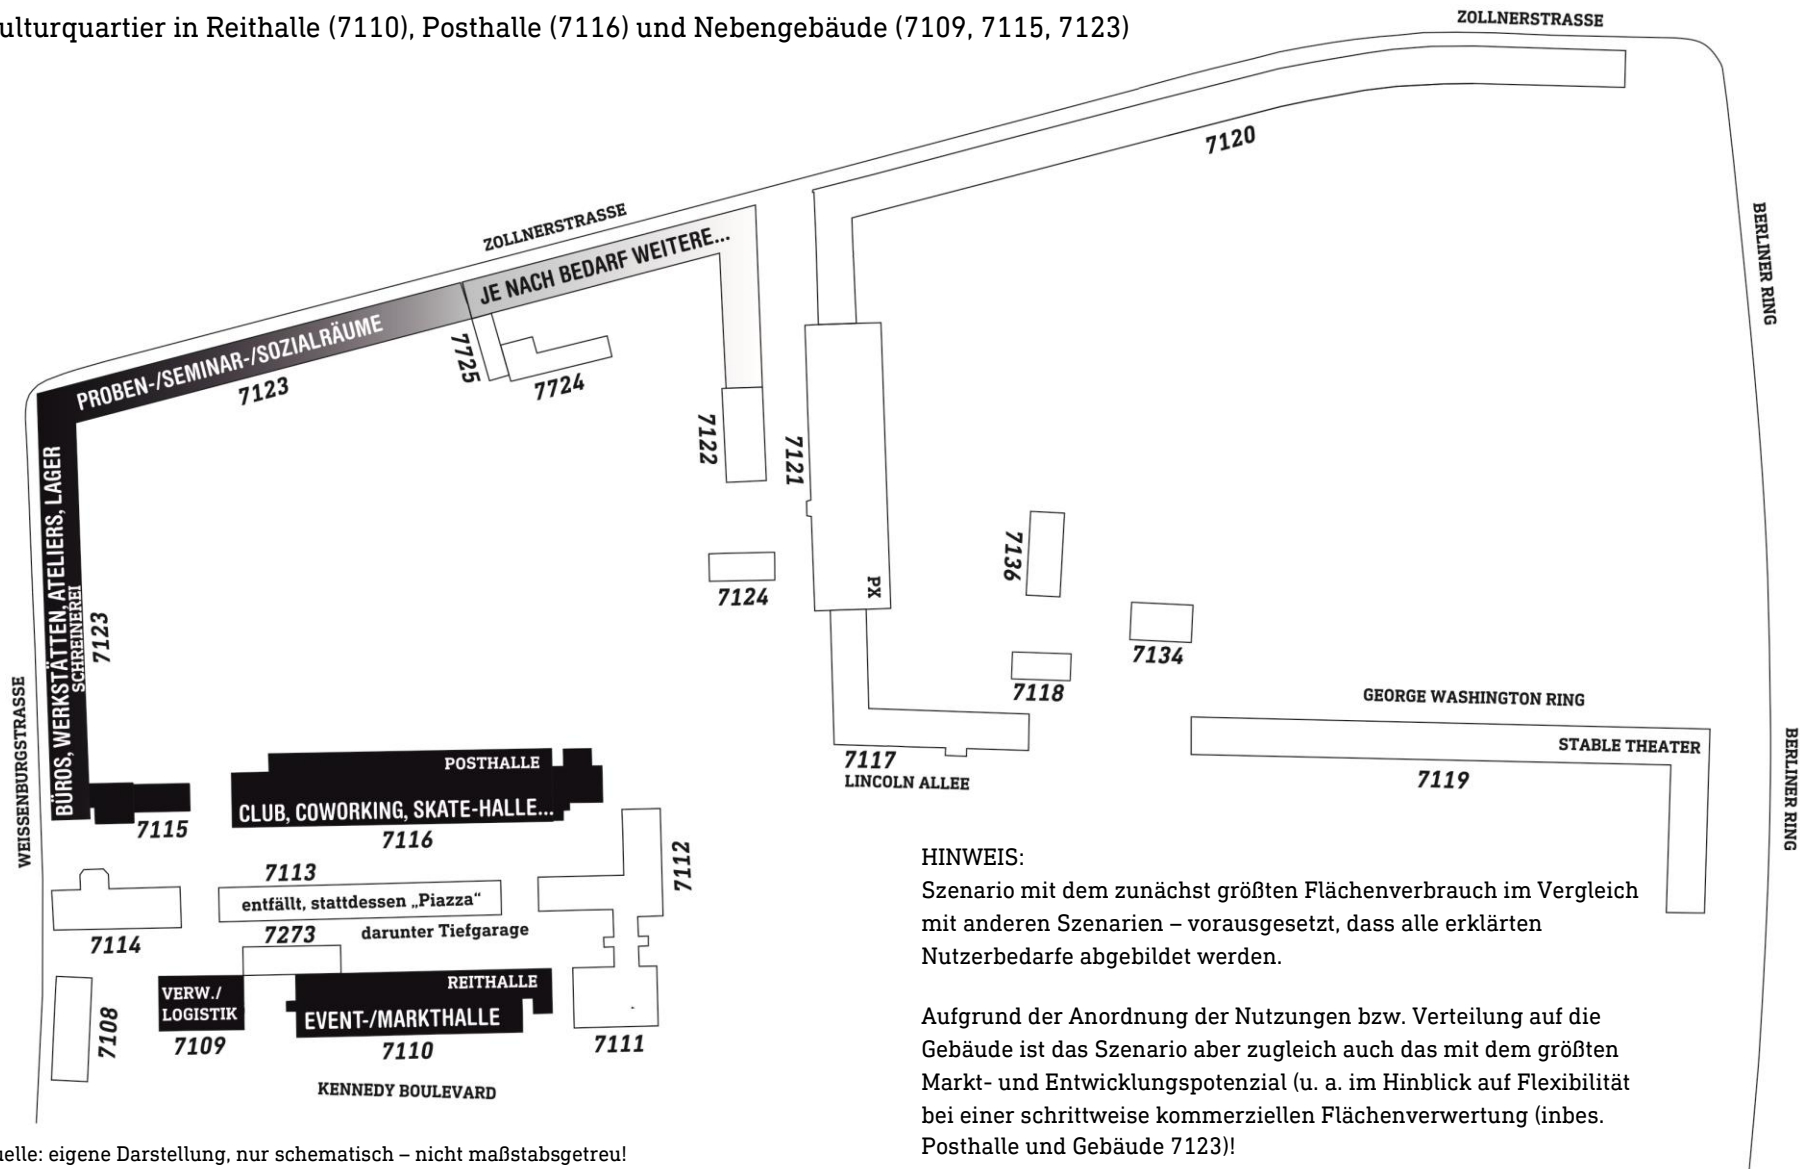 ulturquartier in Reithalle (7110), Posthalle (7116) und Nebengebäude (7109, 7115, 7123)
ZOLLNERSTRASSE
7120
BERLINER RING
ZOLLNERSTRASSE
JE NACH BEDARF WEITERE...
PROBEN-/SEMINAR-/SOZIALRÄUME
7123
7725
7724
7122
7121
PX
7124
7136
7134
7118
BÜROS, WERKSTÄTTEN, ATELIERS, LAGER
SCHREINEREI
7123
WEISSENBURGSTRASSE
GEORGE WASHINGTON RING
STABLE THEATER
7119
BERLINER RING
7117
LINCOLN ALLEE
POSTHALLE
CLUB, COWORKING, SKATE-HALLE...
7116
7115
7112
7113
entfällt, stattdessen „Piazza“
7273
darunter Tiefgarage
7114
7108
VERW./
LOGISTIK
7109
REITHALLE
EVENT-/MARKTHALLE
7110
7111
KENNEDY BOULEVARD
HINWEIS:
Szenario mit dem zunächst größten Flächenverbrauch im Vergleich
mit anderen Szenarien – vorausgesetzt, dass alle erklärten
Nutzerbedarfe abgebildet werden.
Aufgrund der Anordnung der Nutzungen bzw. Verteilung auf die
Gebäude ist das Szenario aber zugleich auch das mit dem größten
Markt- und Entwicklungspotenzial (u. a. im Hinblick auf Flexibilität
bei einer schrittweise kommerziellen Flächenverwertung (inbes.
Posthalle und Gebäude 7123)!
uelle: eigene Darstellung, nur schematisch – nicht maßstabsgetreu!